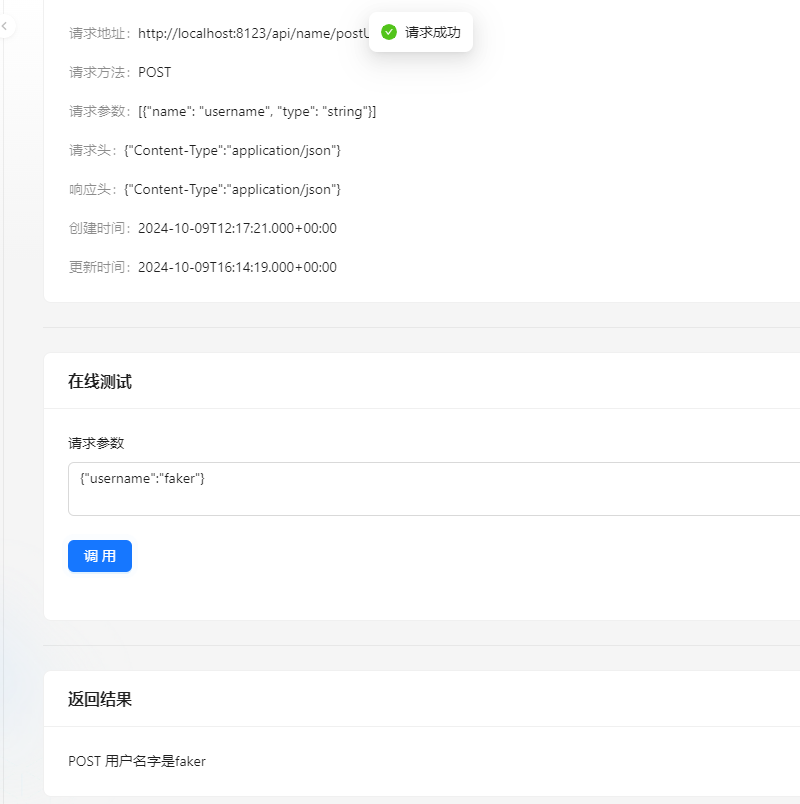 请求地址：http://localhost:8123/api/name/postU
请求成功
请求方法：POST
请求参数：[{"name": "username", "type": "string"}]
请求头：{"Content-Type":"application/json"}
响应头：{"Content-Type":"application/json"}
创建时间：2024-10-09T12:17:21.000+00:00
更新时间：2024-10-09T16:14:19.000+00:00
在线测试
请求参数
{"username":"faker"}
调 用
返回结果
POST 用户名字是faker